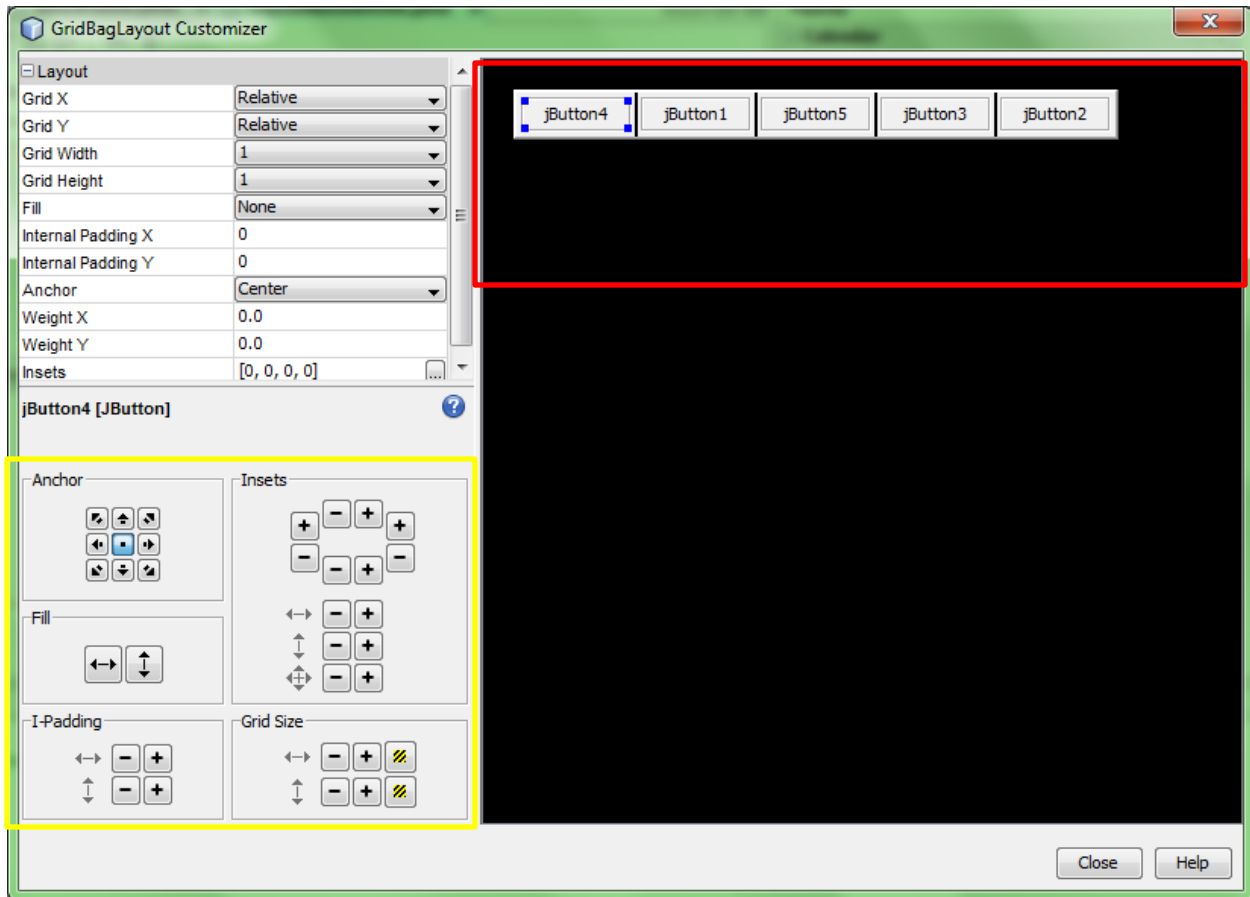 GridBagLayout Customizer
Layout
Grid X Relative
Grid Y Relative
Grid Width 1
Grid Height 1
Fill None
Internal Padding X 0
Internal Padding Y 0
Anchor Center
Weight X 0.0
Weight Y 0.0
Insets [0, 0, 0, 0] ...
jButton4 [JButton]
Anchor
Insets
Fill
I-Padding
Grid Size
jButton4 jButton1 jButton5 jButton3 jButton2
Close Help